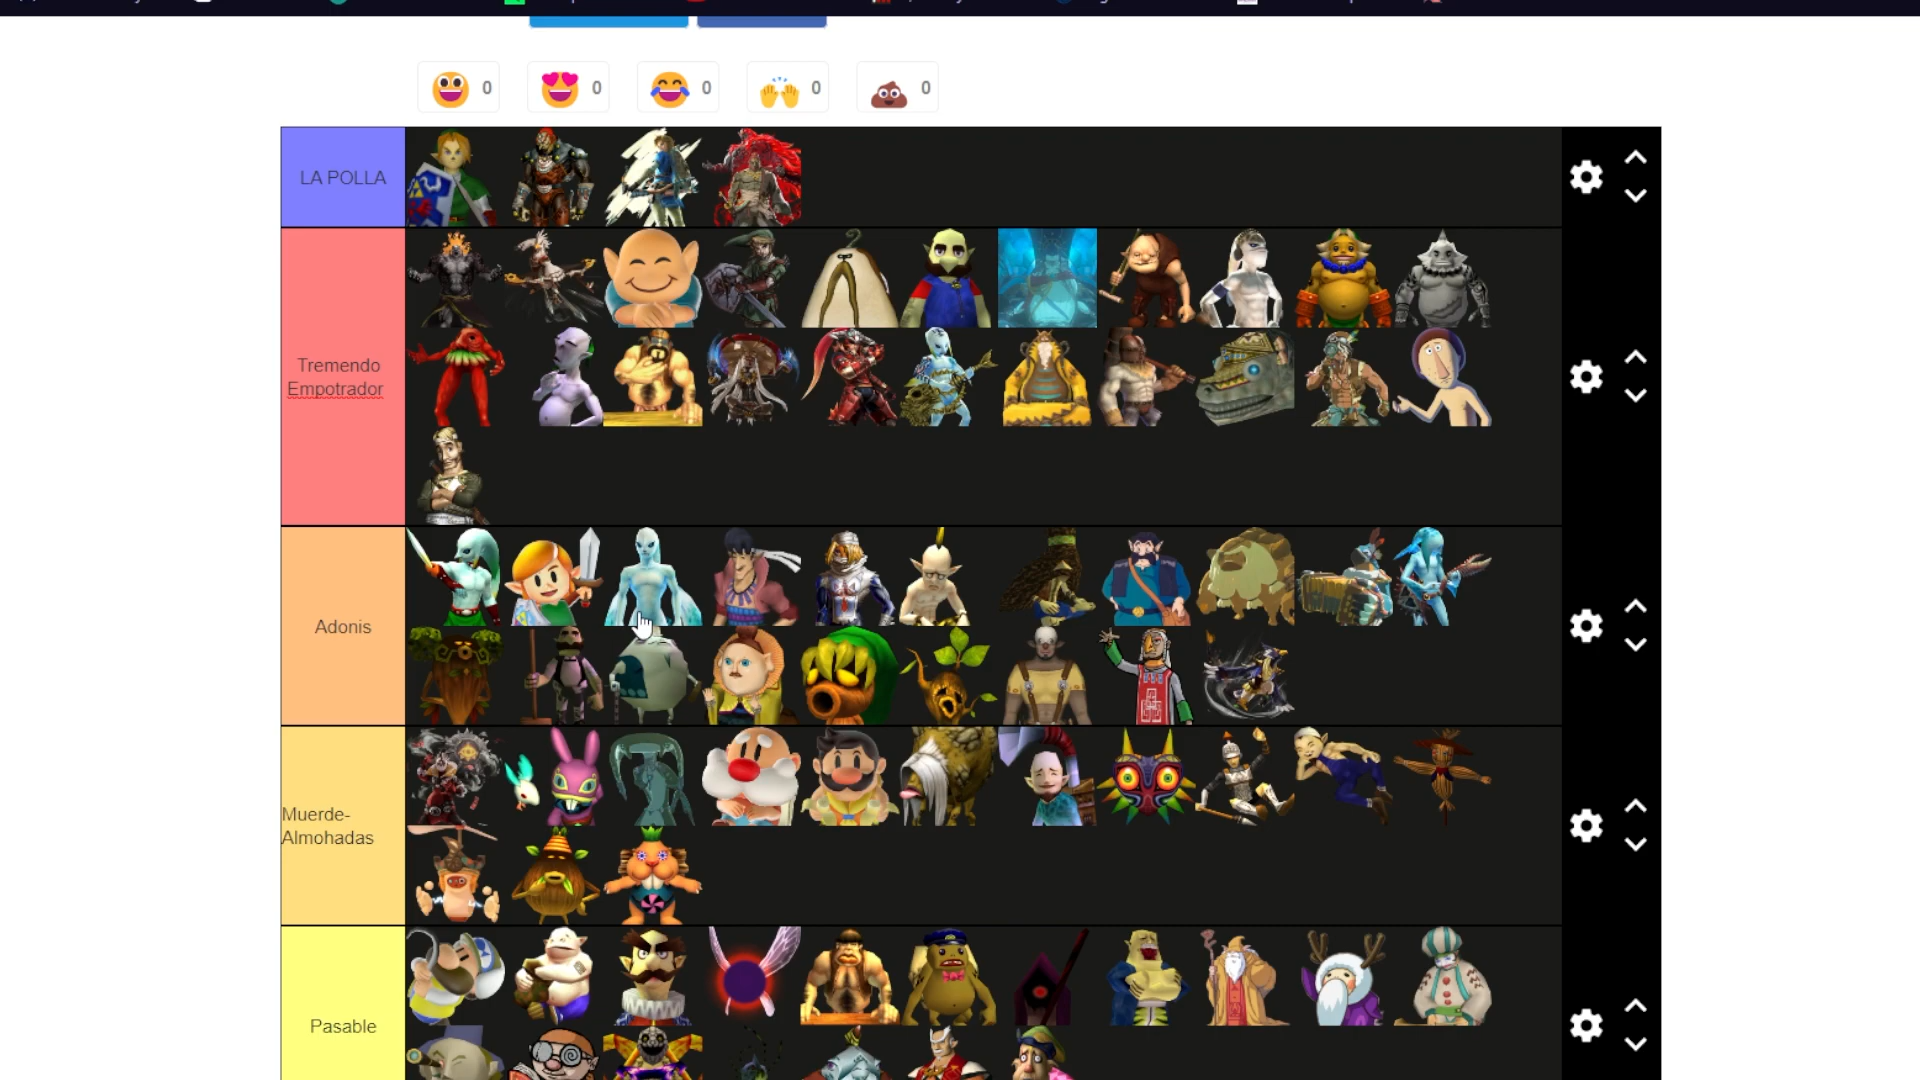 0 0 0 0 0
LA POLLA
Tremendo
Empotrador
Adonis
Muerde-
Almohadas
Pasable